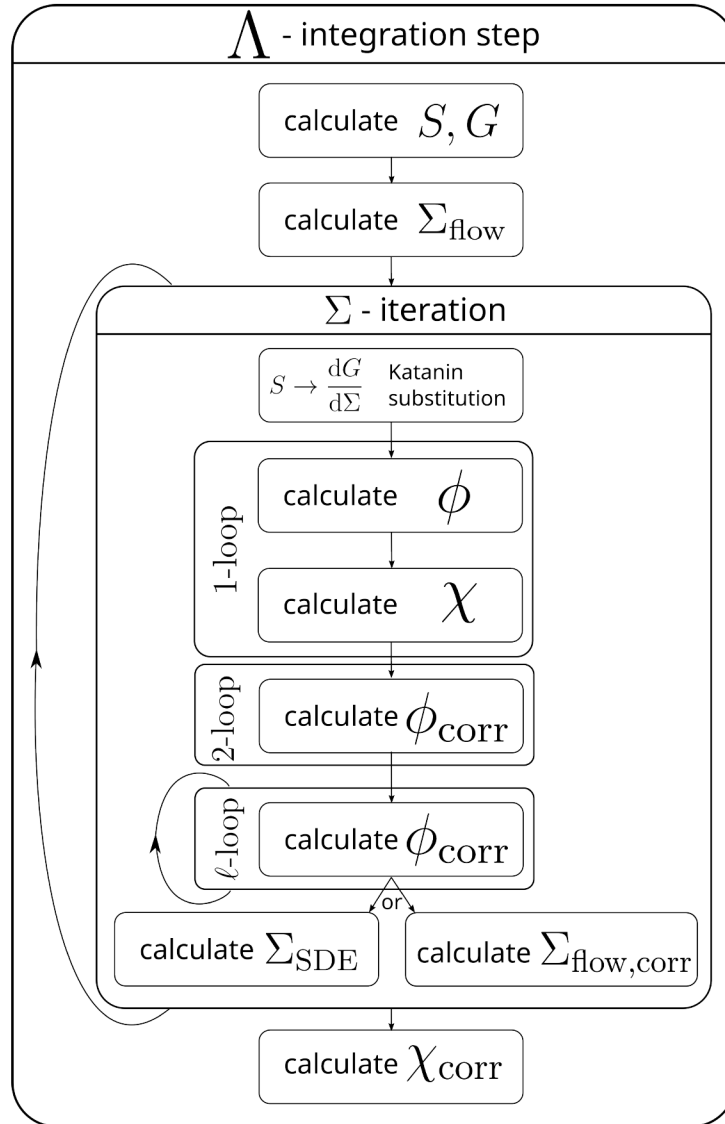 Λ - integration step
calculate S, G
calculate Σ_flow
Σ - iteration
S → dG/dΣ Katanin
substitution
1-loop
calculate ϕ
calculate χ
2-loop
calculate ϕ_corr
ℓ-loop
calculate ϕ_corr
or
calculate Σ_SDE
calculate Σ_flow,corr
calculate χ_corr